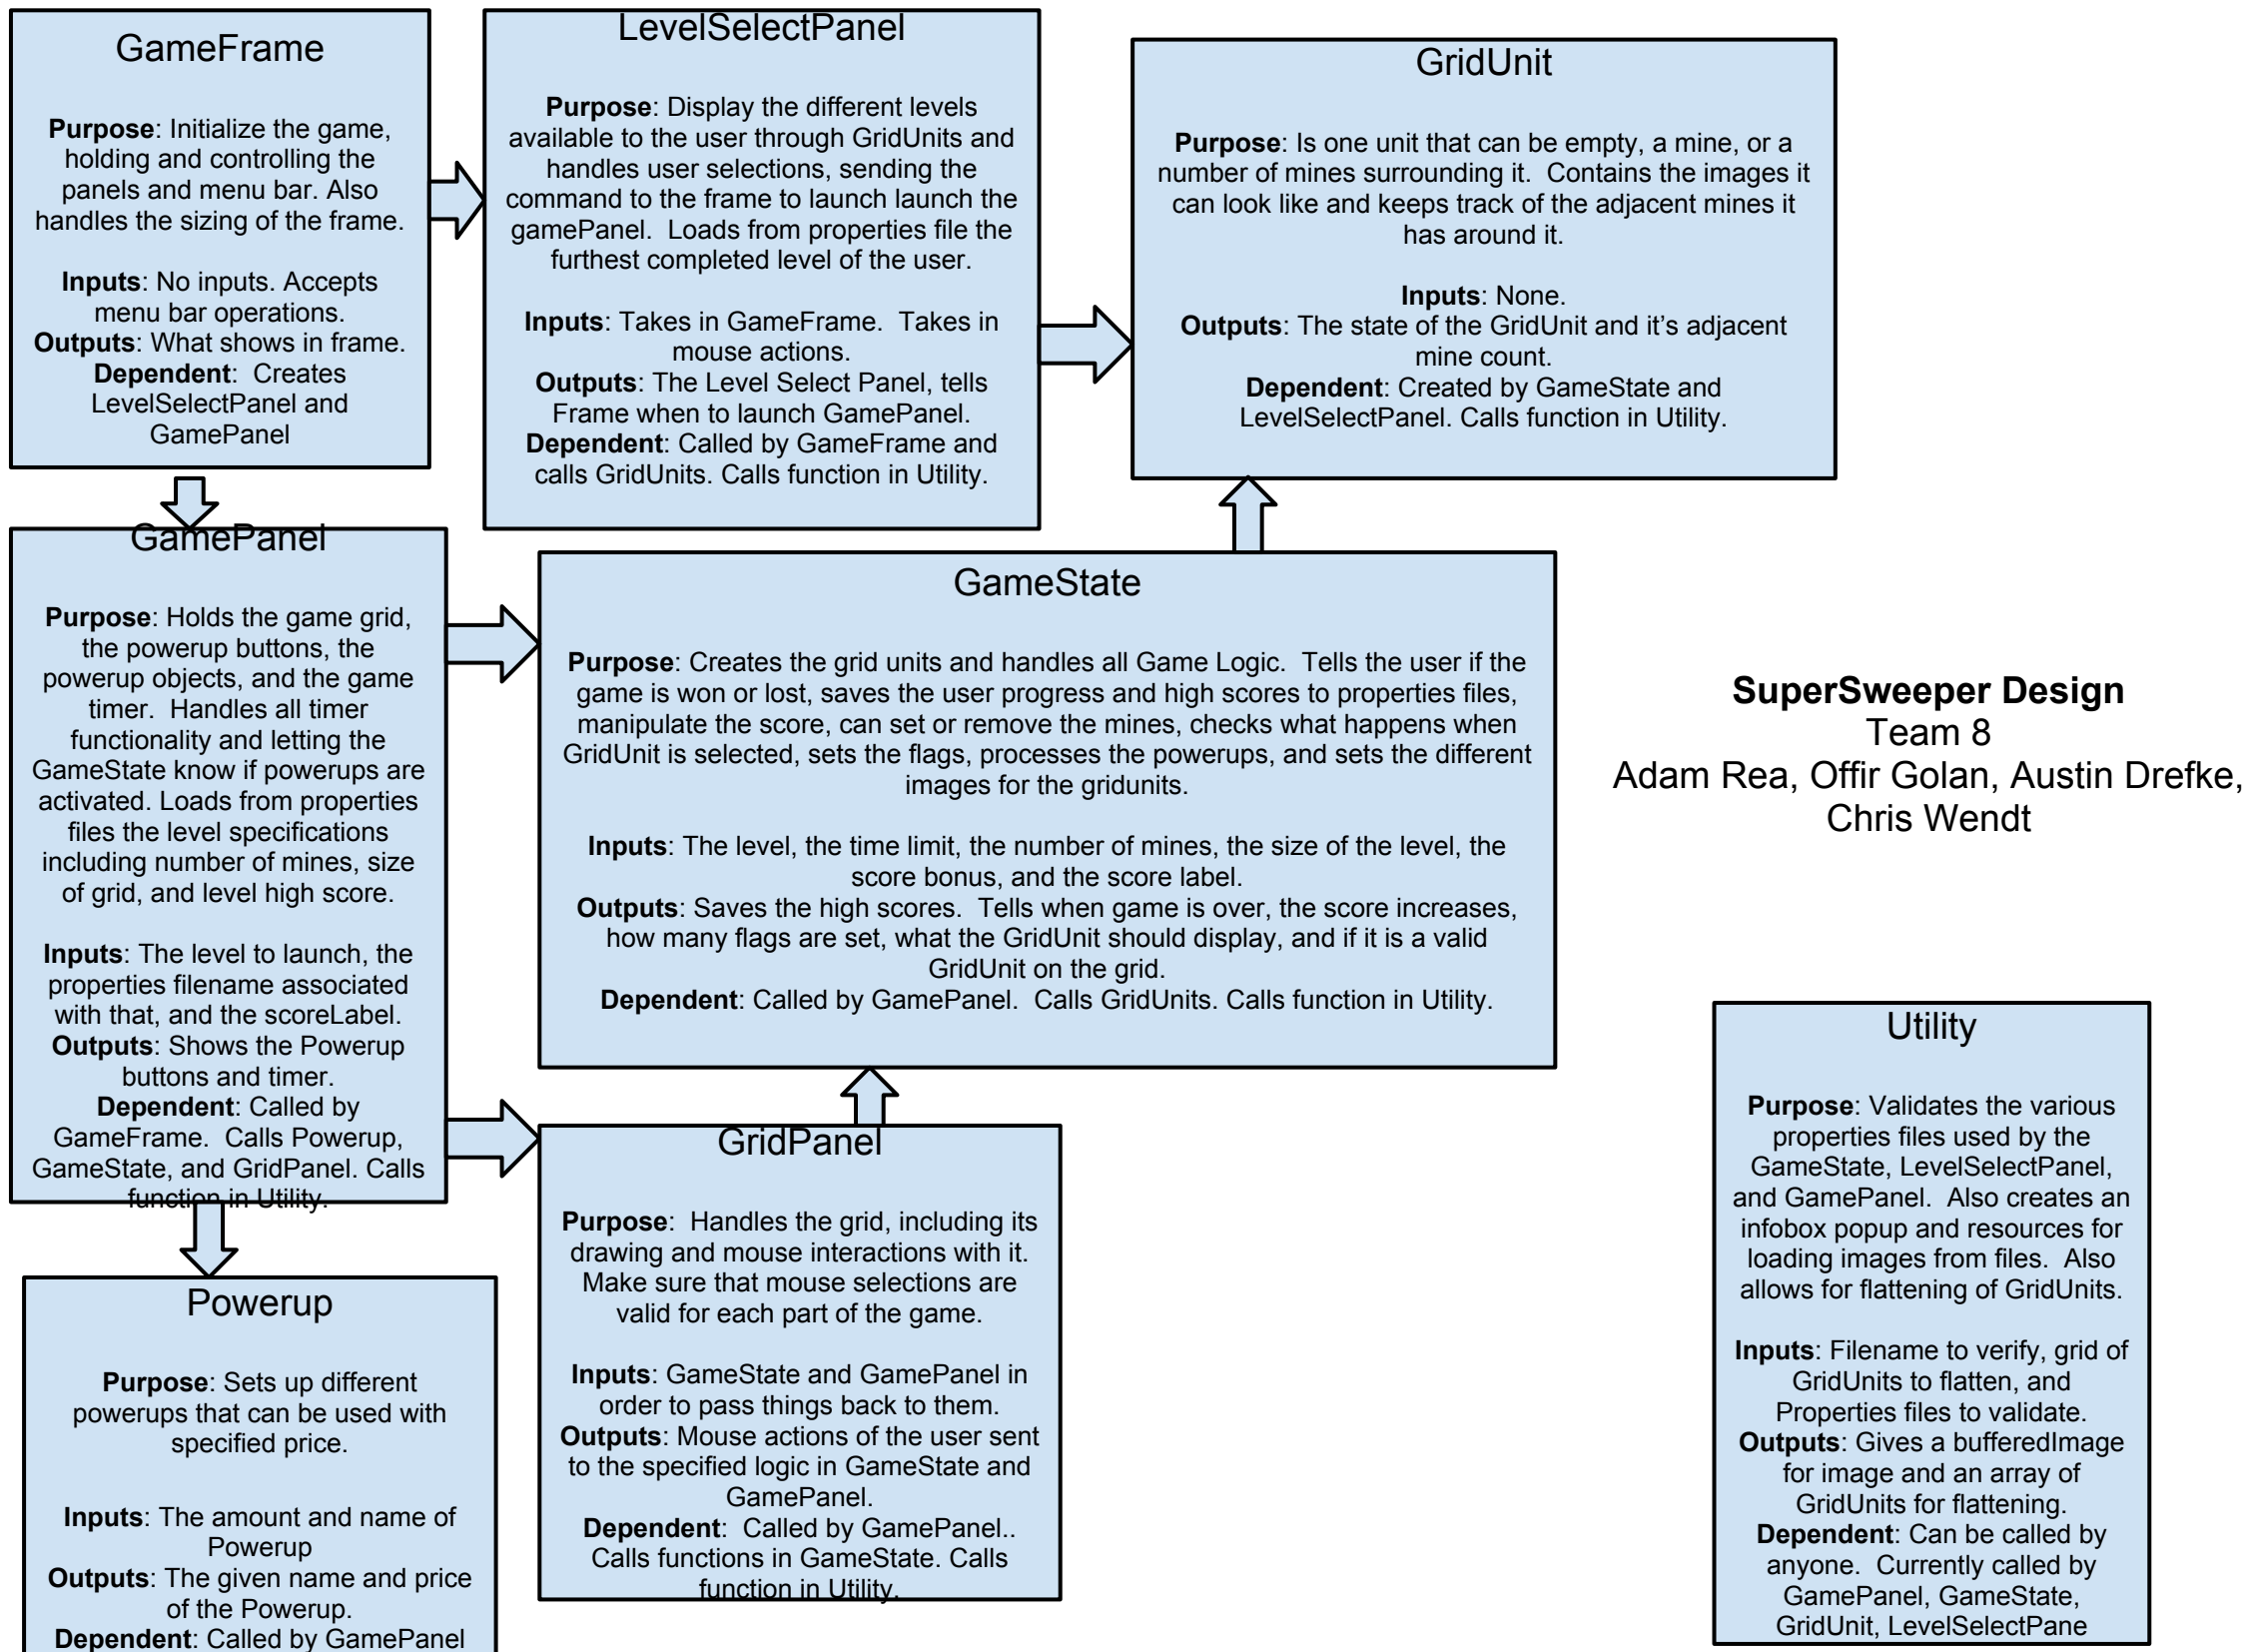 GameFrame
Purpose: Initialize the game,
holding and controlling the
panels and menu bar. Also
handles the sizing of the frame.
Inputs: No inputs. Accepts
menu bar operations.
Outputs: What shows in frame.
Dependent:  Creates
LevelSelectPanel and
GamePanel
LevelSelectPanel
Purpose: Display the different levels
available to the user through GridUnits and
handles user selections, sending the
command to the frame to launch launch the
gamePanel.  Loads from properties file the
furthest completed level of the user.
Inputs: Takes in GameFrame.  Takes in
mouse actions.
Outputs: The Level Select Panel, tells
Frame when to launch GamePanel.
Dependent: Called by GameFrame and
calls GridUnits. Calls function in Utility.
GridUnit
Purpose: Is one unit that can be empty, a mine, or a
number of mines surrounding it.  Contains the images it
can look like and keeps track of the adjacent mines it
has around it.
Inputs: None.
Outputs: The state of the GridUnit and it's adjacent
mine count.
Dependent: Created by GameState and
LevelSelectPanel. Calls function in Utility.
GamePanel
Purpose: Holds the game grid,
the powerup buttons, the
powerup objects, and the game
timer.  Handles all timer
functionality and letting the
GameState know if powerups are
activated. Loads from properties
files the level specifications
including number of mines, size
of grid, and level high score.
Inputs: The level to launch, the
properties filename associated
with that, and the scoreLabel.
Outputs: Shows the Powerup
buttons and timer.
Dependent: Called by
GameFrame.  Calls Powerup,
GameState, and GridPanel. Calls
function in Utility.
GameState
Purpose: Creates the grid units and handles all Game Logic.  Tells the user if the
game is won or lost, saves the user progress and high scores to properties files,
manipulate the score, can set or remove the mines, checks what happens when
GridUnit is selected, sets the flags, processes the powerups, and sets the different
images for the gridunits.
Inputs: The level, the time limit, the number of mines, the size of the level, the
score bonus, and the score label.
Outputs: Saves the high scores.  Tells when game is over, the score increases,
how many flags are set, what the GridUnit should display, and if it is a valid
GridUnit on the grid.
Dependent: Called by GamePanel.  Calls GridUnits. Calls function in Utility.
SuperSweeper Design
Team 8
Adam Rea, Offir Golan, Austin Drefke,
Chris Wendt
Powerup
Purpose: Sets up different
powerups that can be used with
specified price.
Inputs: The amount and name of
Powerup
Outputs: The given name and price
of the Powerup.
Dependent: Called by GamePanel
GridPanel
Purpose:  Handles the grid, including its
drawing and mouse interactions with it.
Make sure that mouse selections are
valid for each part of the game.
Inputs: GameState and GamePanel in
order to pass things back to them.
Outputs: Mouse actions of the user sent
to the specified logic in GameState and
GamePanel.
Dependent:  Called by GamePanel..
Calls functions in GameState. Calls
function in Utility.
Utility
Purpose: Validates the various
properties files used by the
GameState, LevelSelectPanel,
and GamePanel.  Also creates an
infobox popup and resources for
loading images from files.  Also
allows for flattening of GridUnits.
Inputs: Filename to verify, grid of
GridUnits to flatten, and
Properties files to validate.
Outputs: Gives a bufferedImage
for image and an array of
GridUnits for flattening.
Dependent: Can be called by
anyone.  Currently called by
GamePanel, GameState,
GridUnit, LevelSelectPane